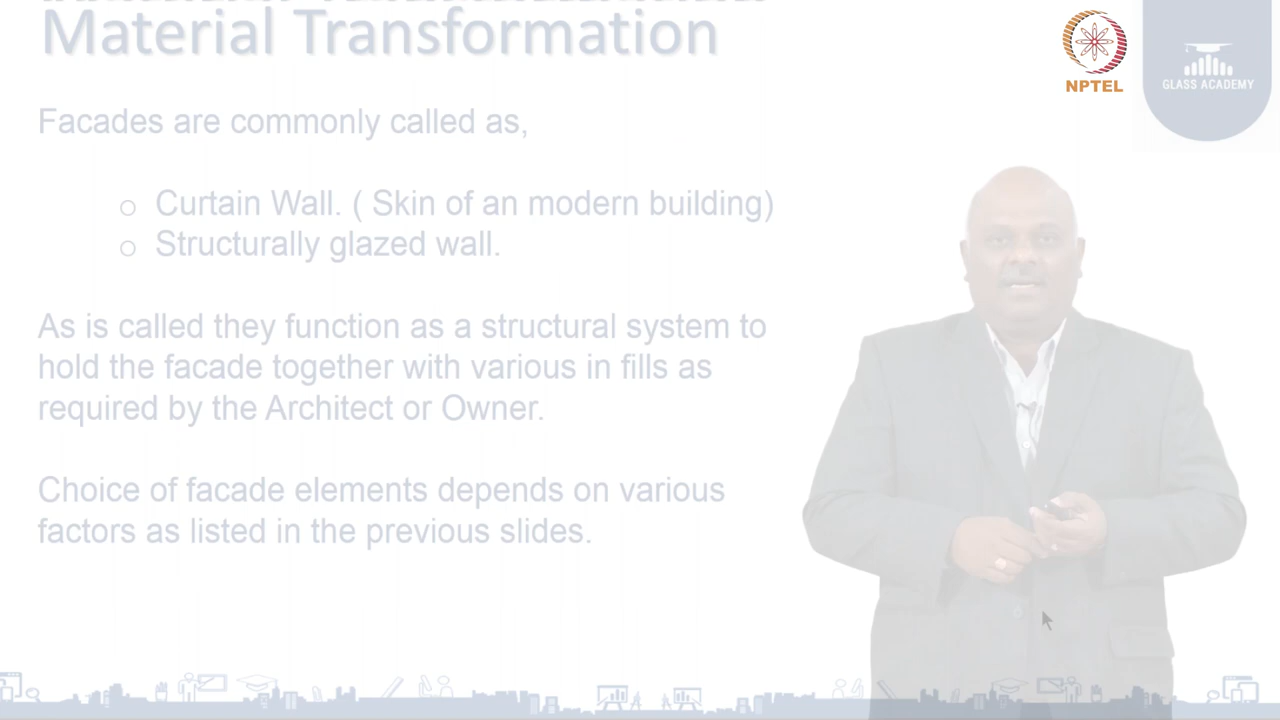 Material Transformation
NPTEL
GLASS ACADEMY
Facades are commonly called as,
o Curtain Wall. ( Skin of an modern building)
o Structurally glazed wall.
As is called they function as a structural system to
hold the facade together with various in fills as
required by the Architect or Owner.
Choice of facade elements depends on various
factors as listed in the previous slides.